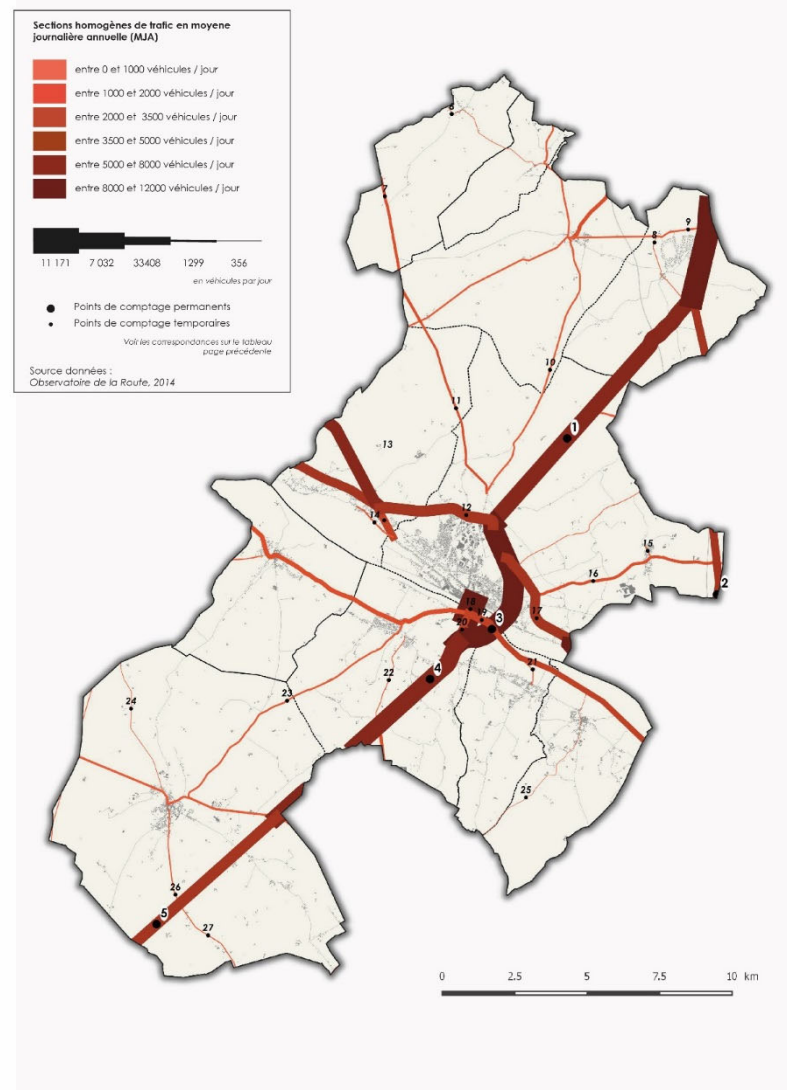 Sections homogènes de trafic en moyene
journalière annuelle (MJA)
entre 0 et 1000 véhicules / jour
entre 1000 et 2000 véhicules / jour
entre 2000 et 3500 véhicules / jour
entre 3500 et 5000 véhicules / jour
entre 5000 et 8000 véhicules / jour
entre 8000 et 12000 véhicules / jour
11 171 7 032 33408 1299 356
en véhicules par jour
Points de comptage permanents
Points de comptage temporaires
Voir les correspondances sur le tableau
page précédente
Source données :
Observatoire de la Route, 2014
6
7
9
8
10
11
1
13
12
14
15
16
2
18
17
19
3
20
21
4
22
23
24
25
26
5
27
0 2.5 5 7.5 10 km